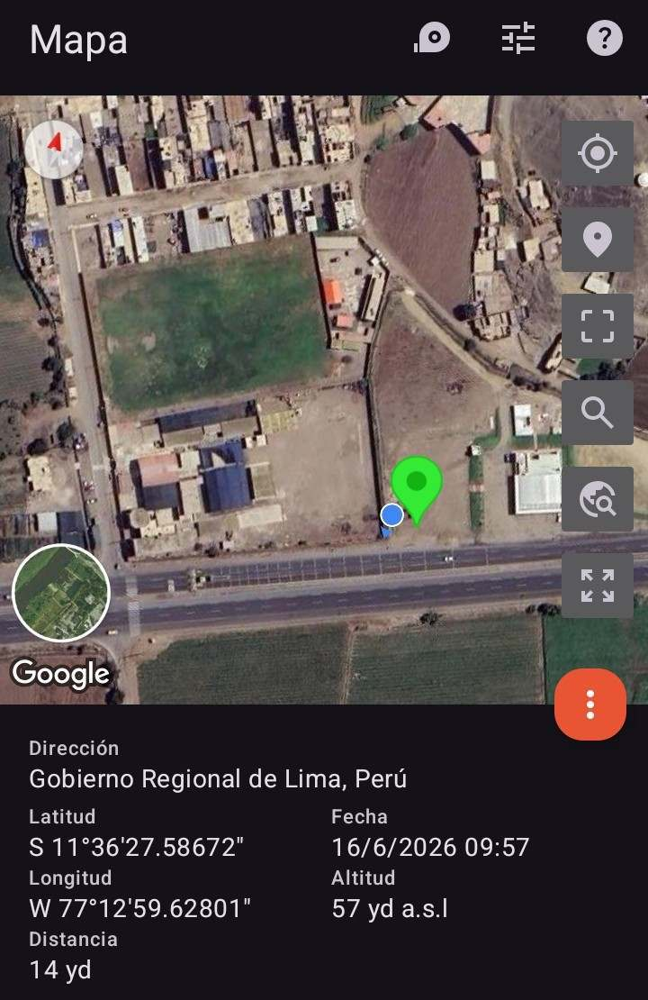 Mapa
Google
Dirección
Gobierno Regional de Lima, Perú
Latitud
S 11°36'27.58672"
Fecha
16/6/2026 09:57
Longitud
W 77°12'59.62801"
Altitud
57 yd a.s.l
Distancia
14 yd